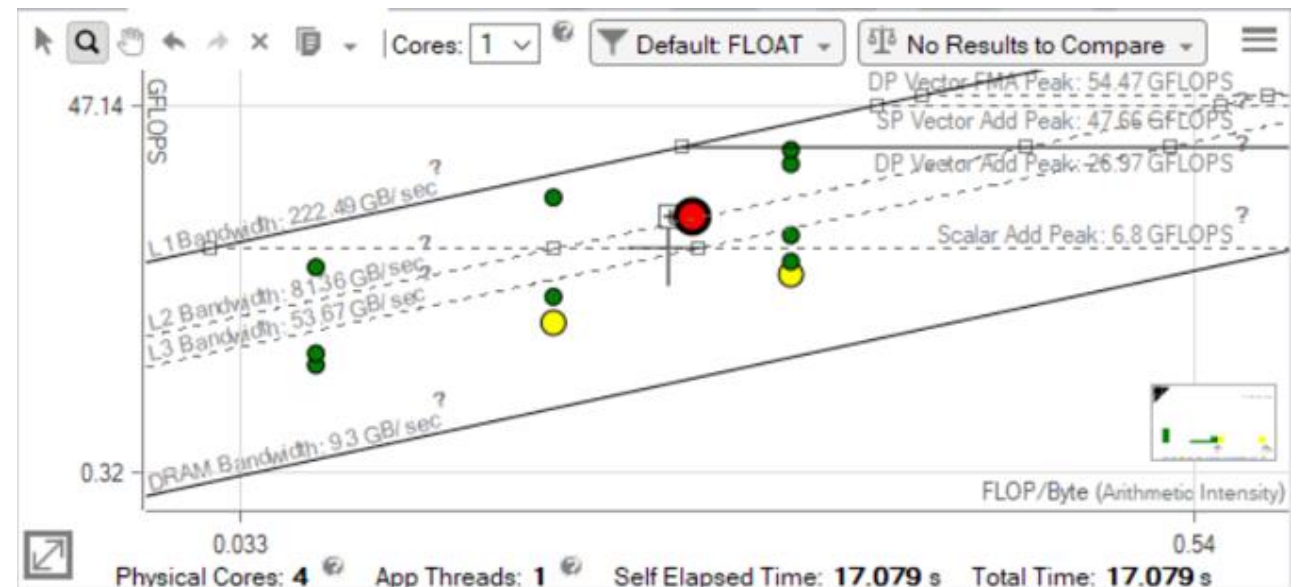 Cores: 1 Default: FLOAT No Results to Compare
GFLOPS
47.14
DP Vector FMA Peak: 54.47 GFLOPS
?
SP Vector Add Peak: 47.66 GFLOPS
?
DP Vector Add Peak: 26.97 GFLOPS
?
L1 Bandwidth: 222.49 GB/sec
?
Scalar Add Peak: 6.8 GFLOPS
?
L2 Bandwidth: 81.36 GB/sec
?
L3 Bandwidth: 53.67 GB/sec
?
DRAM Bandwidth: 9.3 GB/sec
0.32
FLOP/Byte (Arithmetic Intensity)
0.033
0.54
Physical Cores: 4 App Threads: 1 Self Elapsed Time: 17.079 s Total Time: 17.079 s